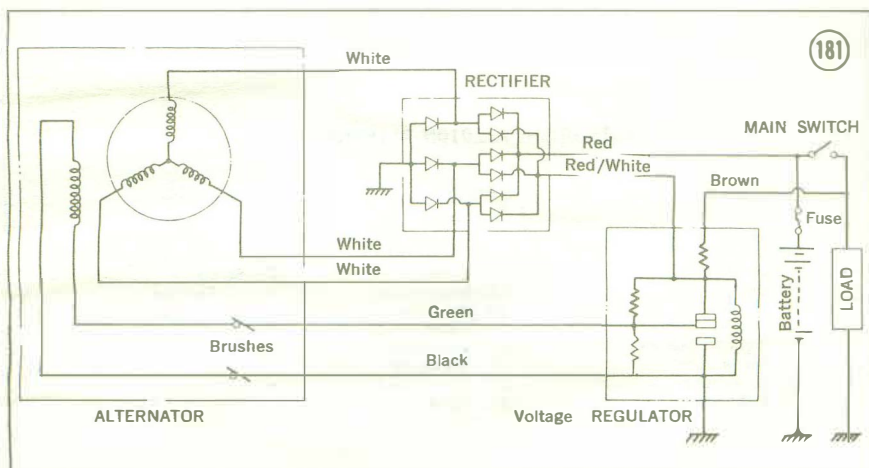 181
White
RECTIFIER
MAIN SWITCH
Red
Red/White
Brown
Fuse
White
White
Battery
LOAD
Green
Brushes
Black
ALTERNATOR
Voltage REGULATOR